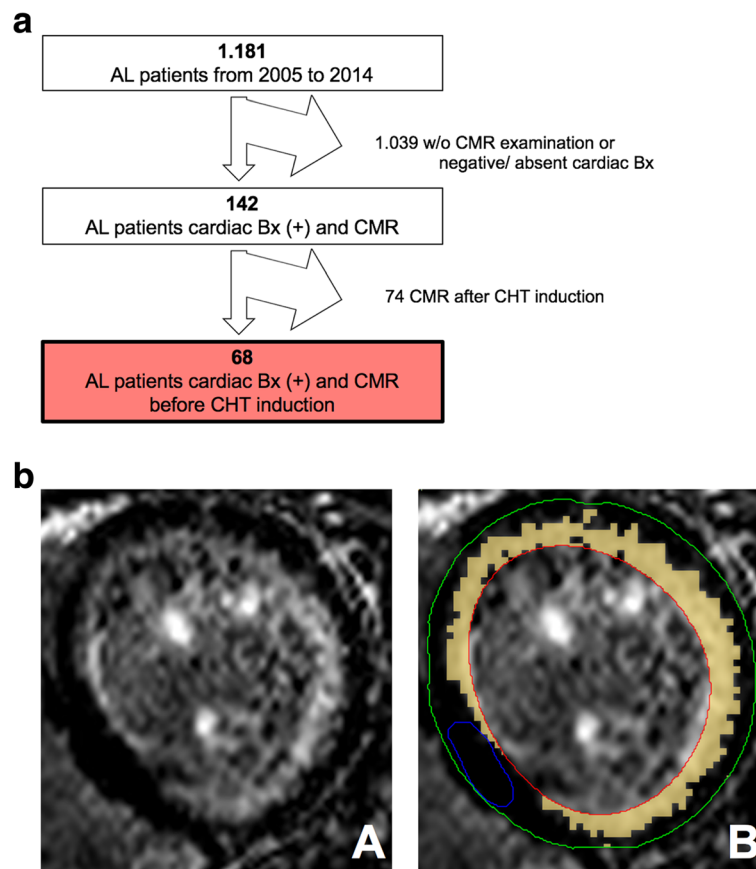 a
1.181
AL patients from 2005 to 2014
1.039 w/o CMR examination or
negative/ absent cardiac Bx
142
AL patients cardiac Bx (+) and CMR
74 CMR after CHT induction
68
AL patients cardiac Bx (+) and CMR
before CHT induction
b
A
B